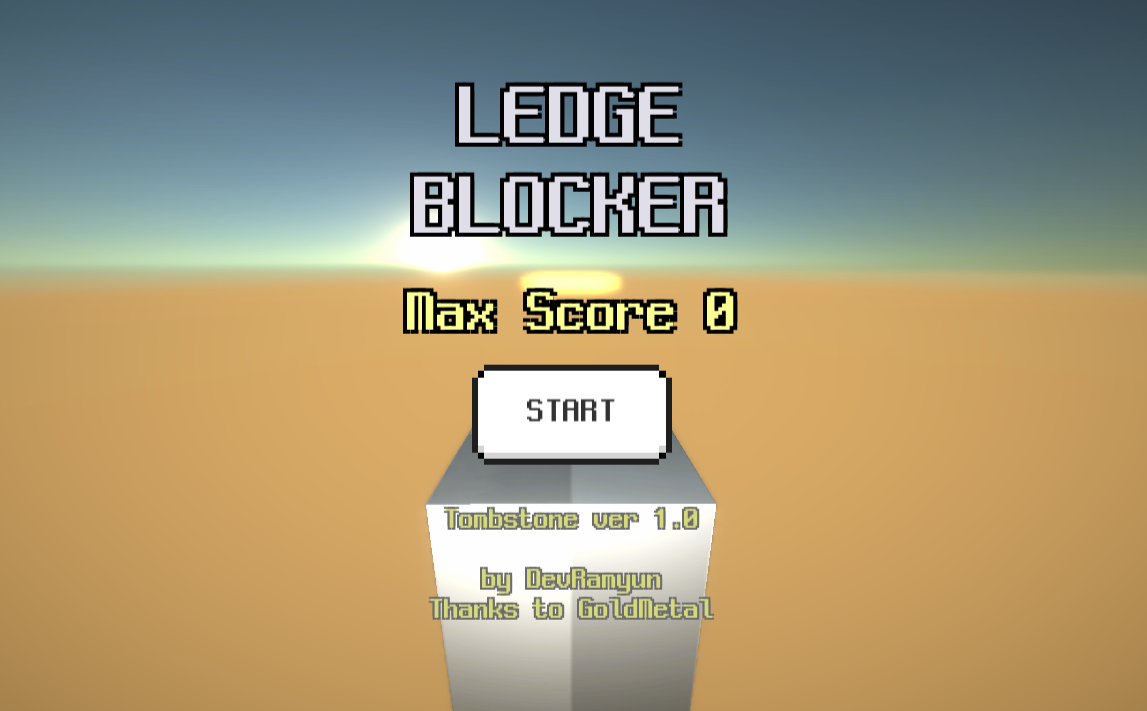 LEDGE
BLOCKER
Max Score 0
START
Tombstone ver 1.0
by DevRanyun
Thanks to GoldMetal